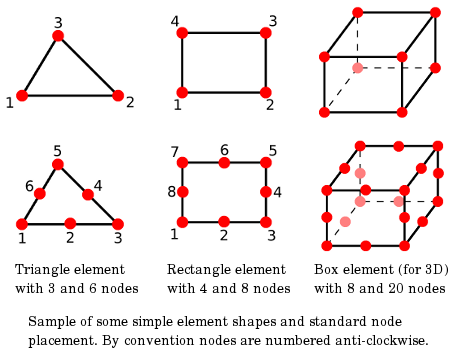 3
1 2
4 3
1 2
5
6 4
1 2 3
7 6 5
8 4
1 2 3
Triangle element
with 3 and 6 nodes
Rectangle element
with 4 and 8 nodes
Box element (for 3D)
with 8 and 20 nodes
Sample of some simple element shapes and standard node
placement. By convention nodes are numbered anti-clockwise.